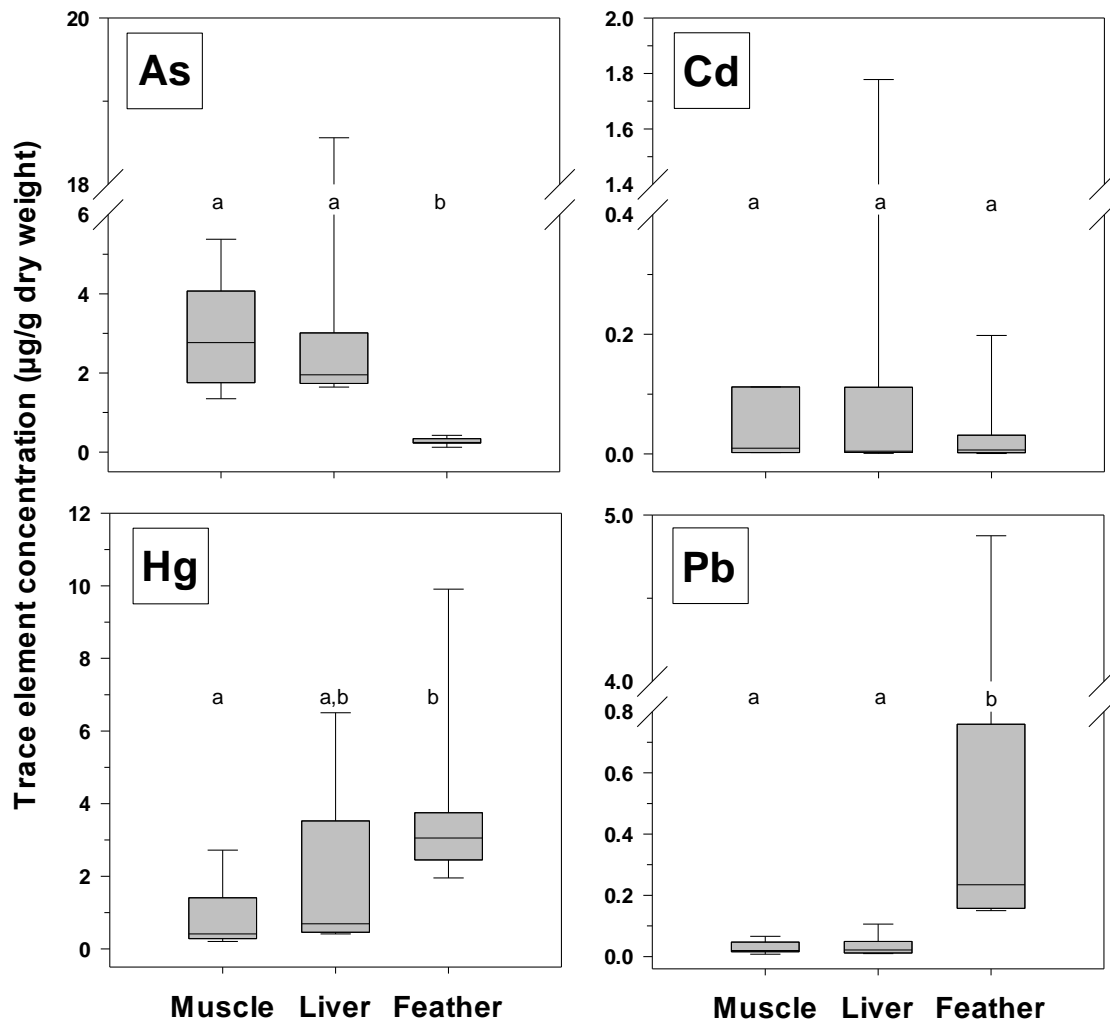 Trace element concentration (µg/g dry weight)
As
20
18
6
4
2
0
a
a
b
Cd
2.0
1.8
1.6
1.4
0.4
0.2
0.0
a
a
a
Hg
12
10
8
6
4
2
0
a
a,b
b
Pb
5.0
4.0
0.8
0.6
0.4
0.2
0.0
a
a
b
Muscle Liver Feather
Muscle Liver Feather